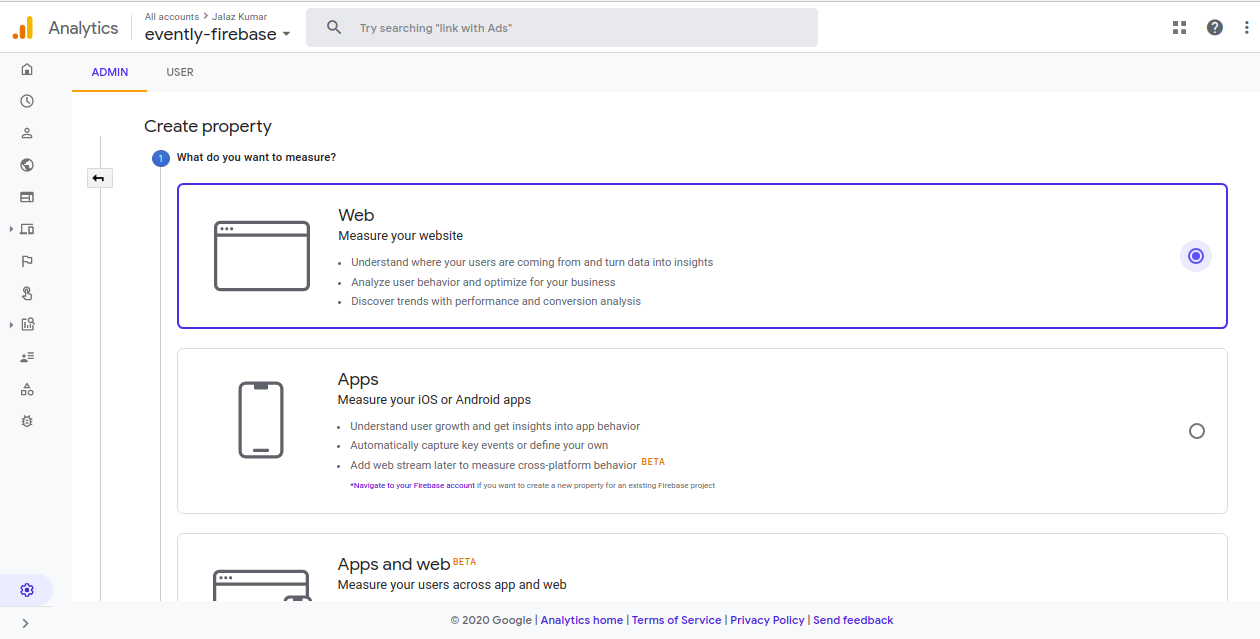 Analytics
All accounts > Jalaz Kumar
evently-firebase
Try searching "link with Ads"
ADMIN
USER
Create property
1 What do you want to measure?
Web
Measure your website
• Understand where your users are coming from and turn data into insights
• Analyze user behavior and optimize for your business
• Discover trends with performance and conversion analysis
Apps
Measure your iOS or Android apps
• Understand user growth and get insights into app behavior
• Automatically capture key events or define your own
• Add web stream later to measure cross-platform behavior BETA
*Navigate to your Firebase account if you want to create a new property for an existing Firebase project
Apps and web BETA
Measure your users across app and web
© 2020 Google | Analytics home | Terms of Service | Privacy Policy | Send feedback